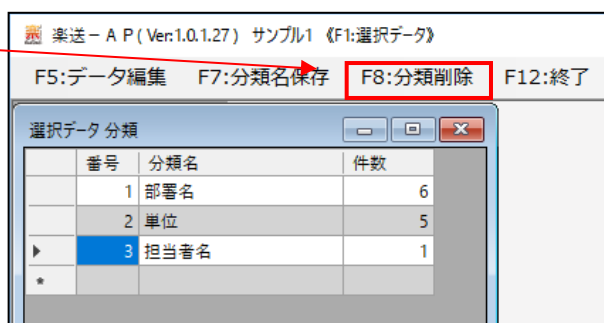 楽送－ＡＰ( Ver:1.0.1.27 ) サンプル1 《F1:選択データ》
F5:データ編集 F7:分類名保存 F8:分類削除 F12:終了
選択データ 分類
番号 分類名 件数
1 部署名 6
2 単位 5
3 担当者名 1